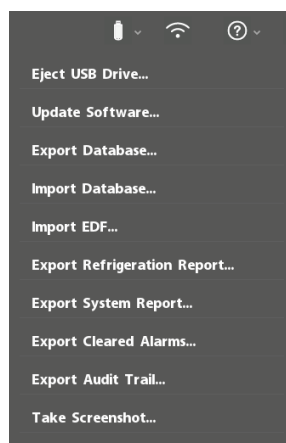 Eject USB Drive...
Update Software...
Export Database...
Import Database...
Import EDF...
Export Refrigeration Report...
Export System Report...
Export Cleared Alarms...
Export Audit Trail...
Take Screenshot...